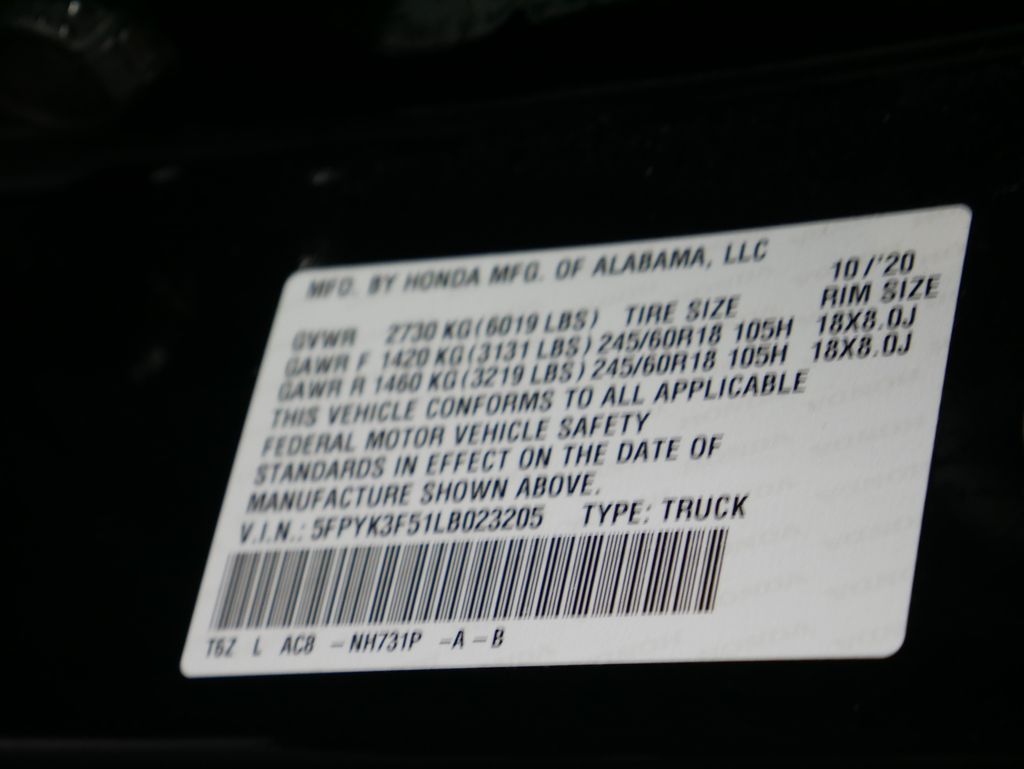 MFD. BY HONDA MFG. OF ALABAMA, LLC 10/'20
GVWR 2730 KG(6019 LBS) TIRE SIZE RIM SIZE
GAWR F 1420 KG(3131 LBS) 245/60R18 105H 18X8.0J
GAWR R 1460 KG(3219 LBS) 245/60R18 105H 18X8.0J
THIS VEHICLE CONFORMS TO ALL APPLICABLE
FEDERAL MOTOR VEHICLE SAFETY
STANDARDS IN EFFECT ON THE DATE OF
MANUFACTURE SHOWN ABOVE.
V.I.N.: 5FPYK3F51LB023205 TYPE: TRUCK
T6Z L AC8 -NH731P -A-B